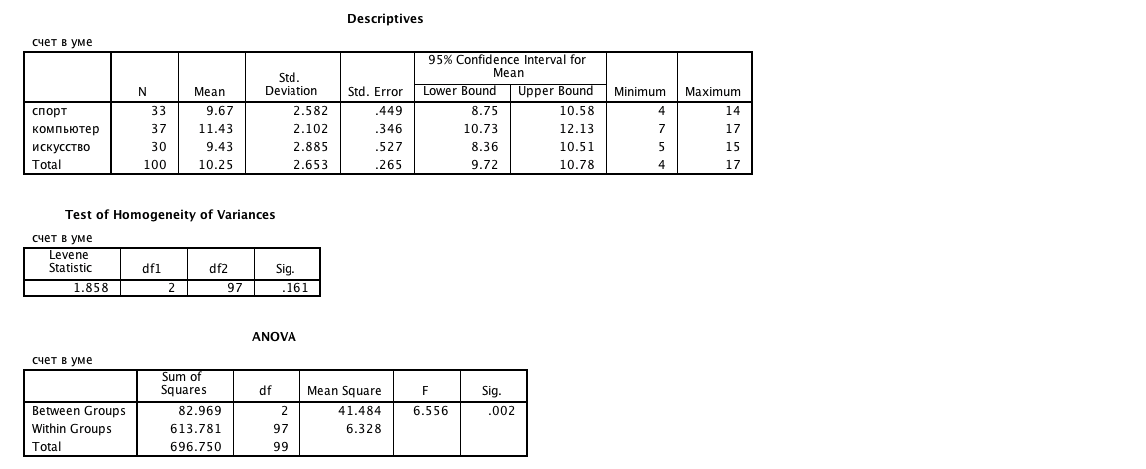 Descriptives
счет в уме
95% Confidence Interval for
Mean
N Mean Std.
Deviation Std. Error Lower Bound Upper Bound Minimum Maximum
спорт 33 9.67 2.582 .449 8.75 10.58 4 14
компьютер 37 11.43 2.102 .346 10.73 12.13 7 17
искусство 30 9.43 2.885 .527 8.36 10.51 5 15
Total 100 10.25 2.653 .265 9.72 10.78 4 17
Test of Homogeneity of Variances
счет в уме
Levene
Statistic df1 df2 Sig.
1.858 2 97 .161
ANOVA
счет в уме
Sum of
Squares df Mean Square F Sig.
Between Groups 82.969 2 41.484 6.556 .002
Within Groups 613.781 97 6.328
Total 696.750 99